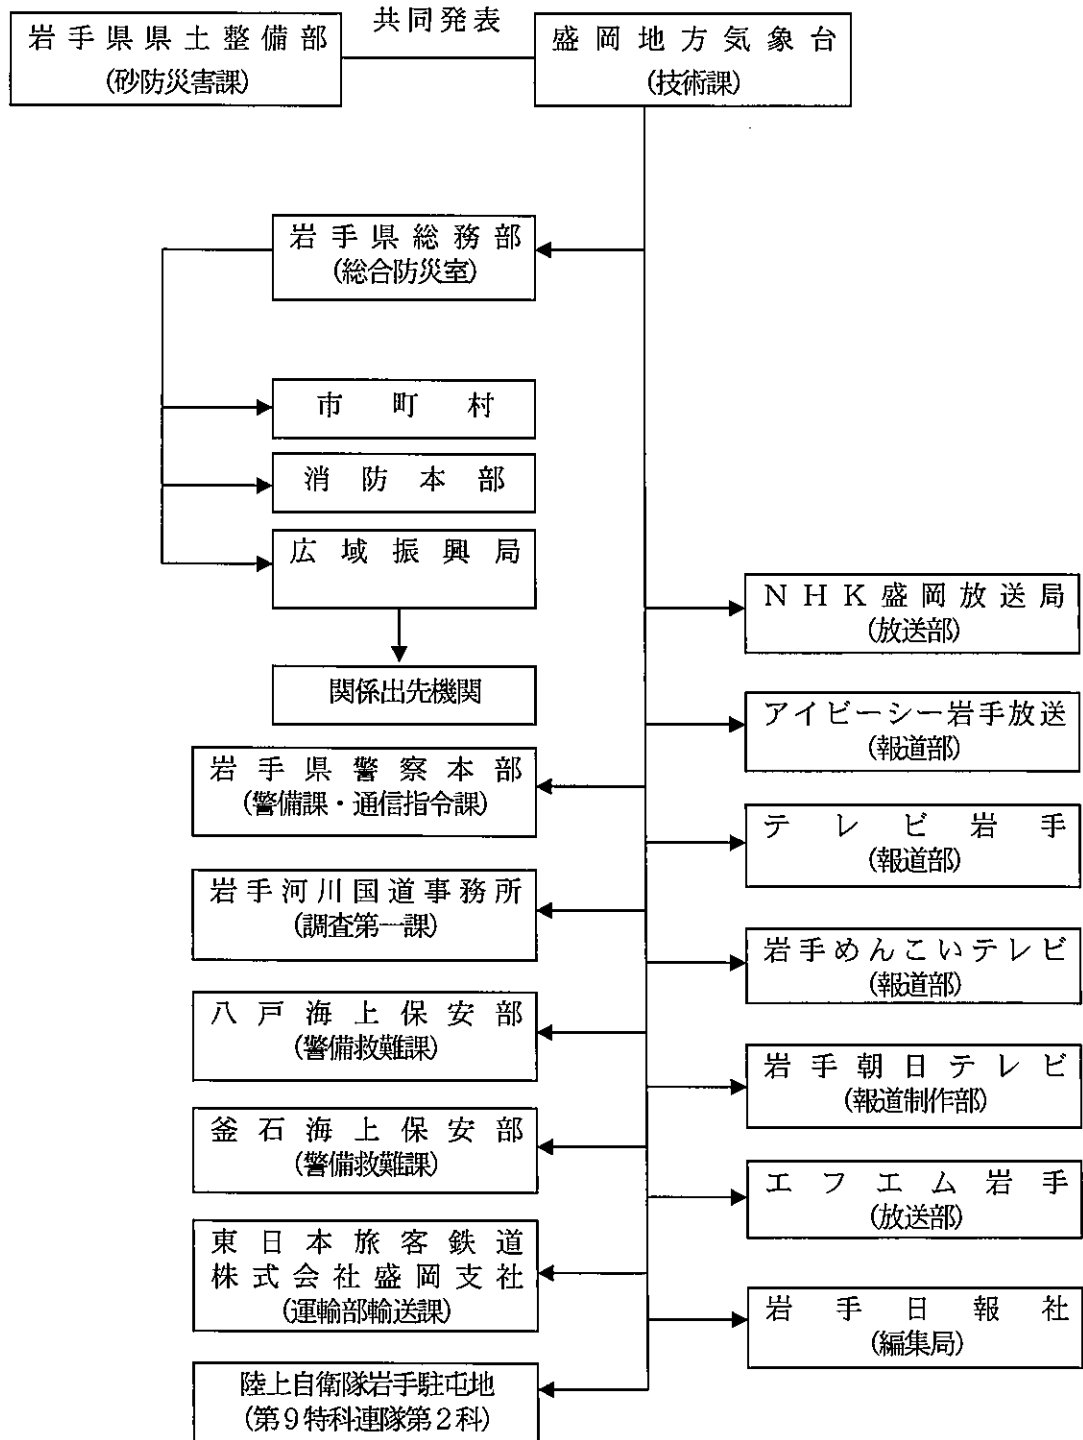 共同発表
岩手県県土整備部
(砂防災害課)
盛岡地方気象台
(技術課)
岩手県総務部
(総合防災室)
市町村
消防本部
広域振興局
関係出先機関
岩手県警察本部
(警備課・通信指令課)
岩手河川国道事務所
(調査第一課)
八戸海上保安部
(警備救難課)
釜石海上保安部
(警備救難課)
東日本旅客鉄道
株式会社盛岡支社
(運輸部輸送課)
陸上自衛隊岩手駐屯地
(第9特科連隊第2科)
NHK盛岡放送局
(放送部)
アイビーシー岩手放送
(報道部)
テレビ岩手
(報道部)
岩手めんこいテレビ
(報道部)
岩手朝日テレビ
(報道制作部)
エフエム岩手
(放送部)
岩手日報社
(編集局)